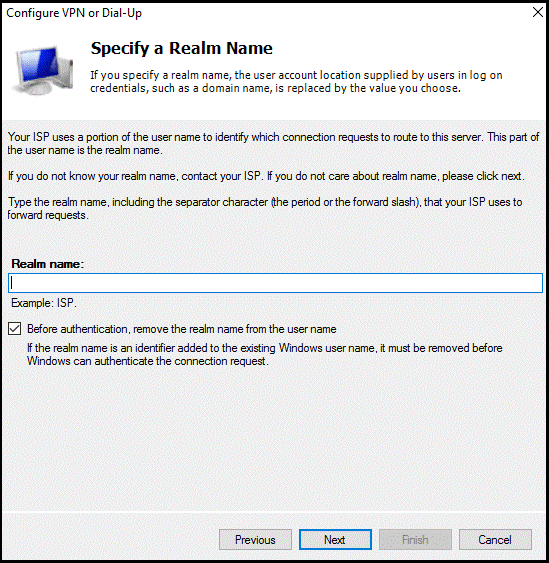 Configure VPN or Dial-Up
Specify a Realm Name
If you specify a realm name, the user account location supplied by users in log on
credentials, such as a domain name, is replaced by the value you choose.
Your ISP uses a portion of the user name to identify which connection requests to route to this server. This part of
the user name is the realm name.
If you do not know your realm name, contact your ISP. If you do not care about realm name, please click next.
Type the realm name, including the separator character (the period or the forward slash), that your ISP uses to
forward requests.
Realm name:
Example: ISP.
Before authentication, remove the realm name from the user name
If the realm name is an identifier added to the existing Windows user name, it must be removed before
Windows can authenticate the connection request.
Previous Next Finish Cancel